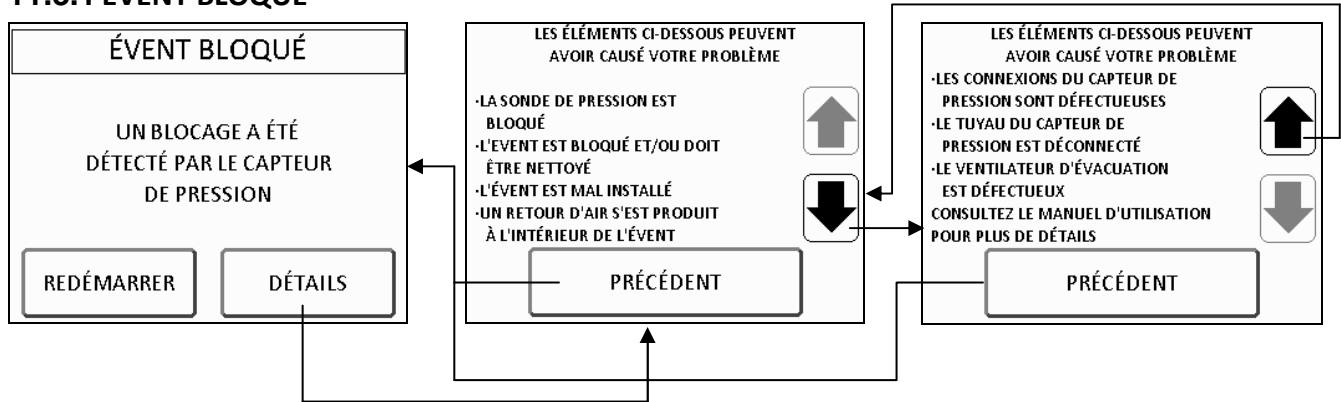 ÉVENT BLOQUÉ
UN BLOCAGE A ÉTÉ
DÉTECTÉ PAR LE CAPTEUR
DE PRESSION
REDÉMARRER
DÉTAILS
LES ÉLÉMENTS CI-DESSOUS PEUVENT
AVOIR CAUSÉ VOTRE PROBLÈME
·LA SONDE DE PRESSION EST
BLOQUÉ
·L'EVENT EST BLOQUÉ ET/OU DOIT
ÊTRE NETTOYÉ
·L'ÉVENT EST MAL INSTALLÉ
·UN RETOUR D'AIR S'EST PRODUIT
À L'INTÉRIEUR DE L'ÉVENT
PRÉCÉDENT
LES ÉLÉMENTS CI-DESSOUS PEUVENT
AVOIR CAUSÉ VOTRE PROBLÈME
·LES CONNEXIONS DU CAPTEUR DE
PRESSION SONT DÉFECTUEUSES
·LE TUYAU DU CAPTEUR DE
PRESSION EST DÉCONNECTÉ
·LE VENTILATEUR D'ÉVACUATION
EST DÉFECTUEUX
CONSULTEZ LE MANUEL D'UTILISATION
POUR PLUS DE DÉTAILS
PRÉCÉDENT